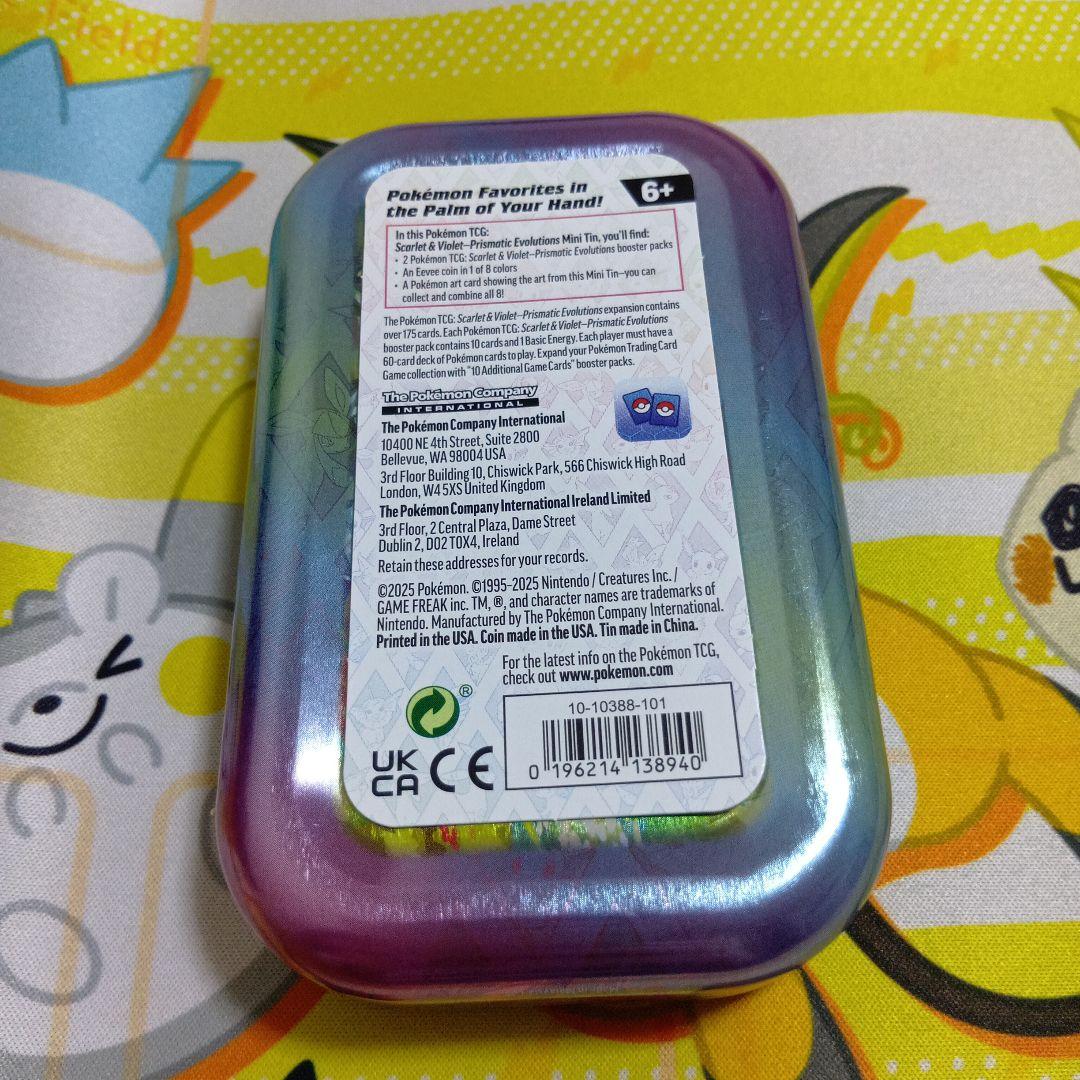 Field
Pokémon Favorites in
the Palm of Your Hand!
6+
In this Pokémon TCG:
Scarlet & Violet—Prismatic Evolutions Mini Tin, you'll find:
• 2 Pokémon TCG: Scarlet & Violet—Prismatic Evolutions booster packs
• An Eevee coin in 1 of 8 colors
• A Pokémon art card showing the art from this Mini Tin—you can
collect and combine all 8!
The Pokémon TCG: Scarlet & Violet—Prismatic Evolutions expansion contains
over 175 cards. Each Pokémon TCG: Scarlet & Violet—Prismatic Evolutions
booster pack contains 10 cards and 1 Basic Energy. Each player must have a
60-card deck of Pokémon cards to play. Expand your Pokémon Trading Card
Game collection with "10 Additional Game Cards" booster packs.
The Pokémon Company
INTERNATIONAL
The Pokémon Company International
10400 NE 4th Street, Suite 2800
Bellevue, WA 98004 USA
3rd Floor Building 10, Chiswick Park, 566 Chiswick High Road
London, W4 5XS United Kingdom
The Pokémon Company International Ireland Limited
3rd Floor, 2 Central Plaza, Dame Street
Dublin 2, D02 T0X4, Ireland
Retain these addresses for your records.
©2025 Pokémon. ©1995–2025 Nintendo / Creatures Inc. /
GAME FREAK inc. TM, ®, and character names are trademarks of
Nintendo. Manufactured by The Pokémon Company International.
Printed in the USA. Coin made in the USA. Tin made in China.
For the latest info on the Pokémon TCG,
check out www.pokemon.com
®
UK
CA CE
10-10388-101
0 196214 138940